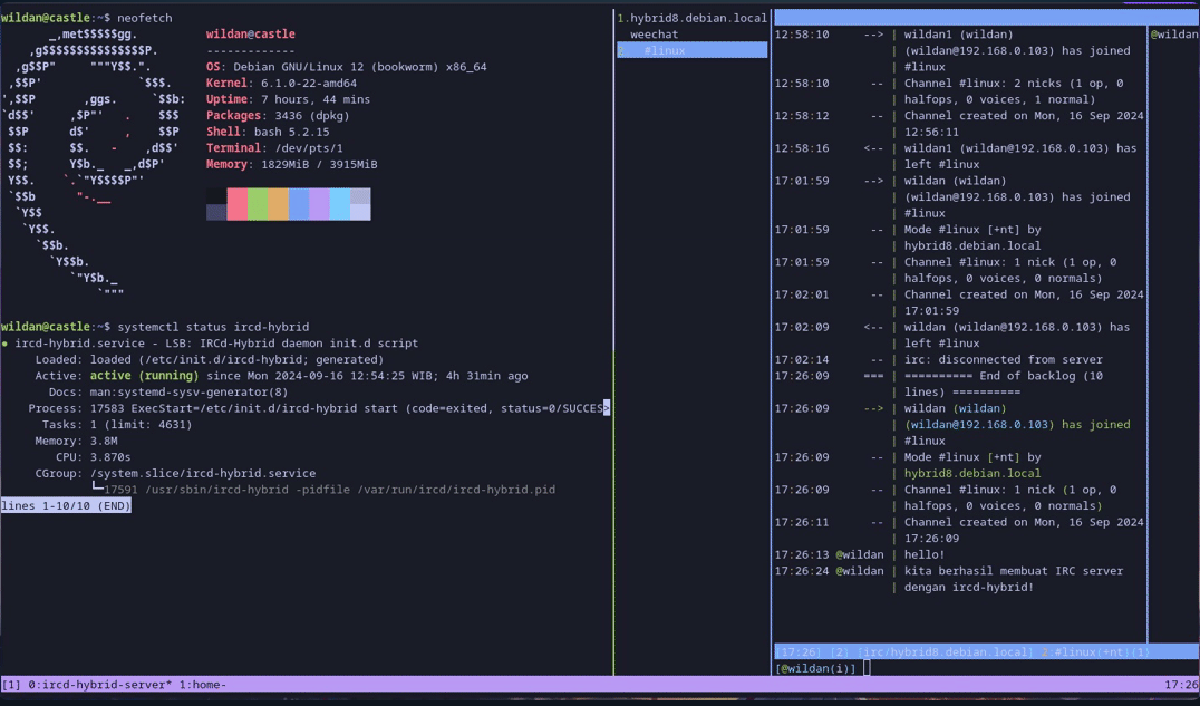 wildan@castle:~$ neofetch
       _,met$$$$$gg.          wildan@castle
    ,g$$$$$$$$$$$$$$$P.       -------------
  ,g$$P"     """Y$$.".        OS: Debian GNU/Linux 12 (bookworm) x86_64
 ,$$P'              `$$$.     Kernel: 6.1.0-22-amd64
',$$P       ,ggs.     `$$b:   Uptime: 7 hours, 44 mins
`d$$'     ,$P"'   .    $$$    Packages: 3436 (dpkg)
 $$P      d$'     ,    $$P    Shell: bash 5.2.15
 $$:      $$.   -    ,d$$'    Terminal: /dev/pts/1
 $$;      Y$b._   _,d$P'      Memory: 1829MiB / 3915MiB
 Y$$.    `.`"Y$$$$P"'
 `$$b      "-.__
  `Y$$
   `Y$$.
     `$$b.
       `Y$$b.
          `"Y$b._
              `"""
wildan@castle:~$ systemctl status ircd-hybrid
● ircd-hybrid.service - LSB: IRCd-Hybrid daemon init.d script
Loaded: loaded (/etc/init.d/ircd-hybrid; generated)
Active: active (running) since Mon 2024-09-16 12:54:25 WIB; 4h 31min ago
Docs: man:systemd-sysv-generator(8)
Process: 17583 ExecStart=/etc/init.d/ircd-hybrid start (code=exited, status=0/SUCCES>
Tasks: 1 (limit: 4631)
Memory: 3.8M
CPU: 3.870s
CGroup: /system.slice/ircd-hybrid.service
└─17591 /usr/sbin/ircd-hybrid -pidfile /var/run/ircd/ircd-hybrid.pid
lines 1-10/10 (END)
1.hybrid8.debian.local
weechat
2. #linux
12:58:10 --> wildan1 (wildan)
(wildan@192.168.0.103) has joined
#linux
12:58:10 -- Channel #linux: 2 nicks (1 op, 0
halfops, 0 voices, 1 normal)
12:58:12 -- Channel created on Mon, 16 Sep 2024
12:56:11
12:58:16 <-- wildan1 (wildan@192.168.0.103) has
left #linux
17:01:59 --> wildan (wildan)
(wildan@192.168.0.103) has joined
#linux
17:01:59 -- Mode #linux [+nt] by
hybrid8.debian.local
17:01:59 -- Channel #linux: 1 nick (1 op, 0
halfops, 0 voices, 0 normals)
17:02:01 -- Channel created on Mon, 16 Sep 2024
17:01:59
17:02:09 <-- wildan (wildan@192.168.0.103) has
left #linux
17:02:14 -- irc: disconnected from server
17:26:09 === ========== End of backlog (10
lines) ==========
17:26:09 --> wildan (wildan)
(wildan@192.168.0.103) has joined
#linux
17:26:09 -- Mode #linux [+nt] by
hybrid8.debian.local
17:26:09 -- Channel #linux: 1 nick (1 op, 0
halfops, 0 voices, 0 normals)
17:26:11 -- Channel created on Mon, 16 Sep 2024
17:26:09
17:26:13 @wildan hello!
17:26:24 @wildan kita berhasil membuat IRC server
dengan ircd-hybrid!
@wildan
[17:26] [2] [irc/hybrid8.debian.local] 2:#linux(+nt){1}
[@wildan(i)]
[1] 0:ircd-hybrid-server* 1:home- 17:26